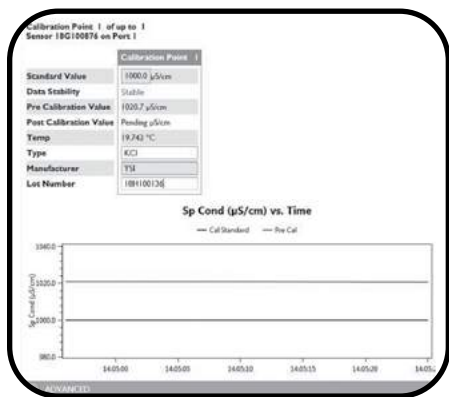 Calibration Point 1 of up to 1
Sensor 18G100876 on Port 1
Calibration Point 1
Standard Value 1000.0 µS/cm
Data Stability Stable
Pre Calibration Value 1020.7 µS/cm
Post Calibration Value Pending µS/cm
Temp 19.742 °C
Type KCl
Manufacturer YSI
Lot Number 18H100136
Sp Cond (µS/cm) vs. Time
Cal Standard Pre Cal
Sp Cond (µS/cm)
1040.0
1020.0
1000.0
980.0
14:05:00 14:05:05 14:05:10 14:05:15 14:05:20 14:05:
ADVANCED